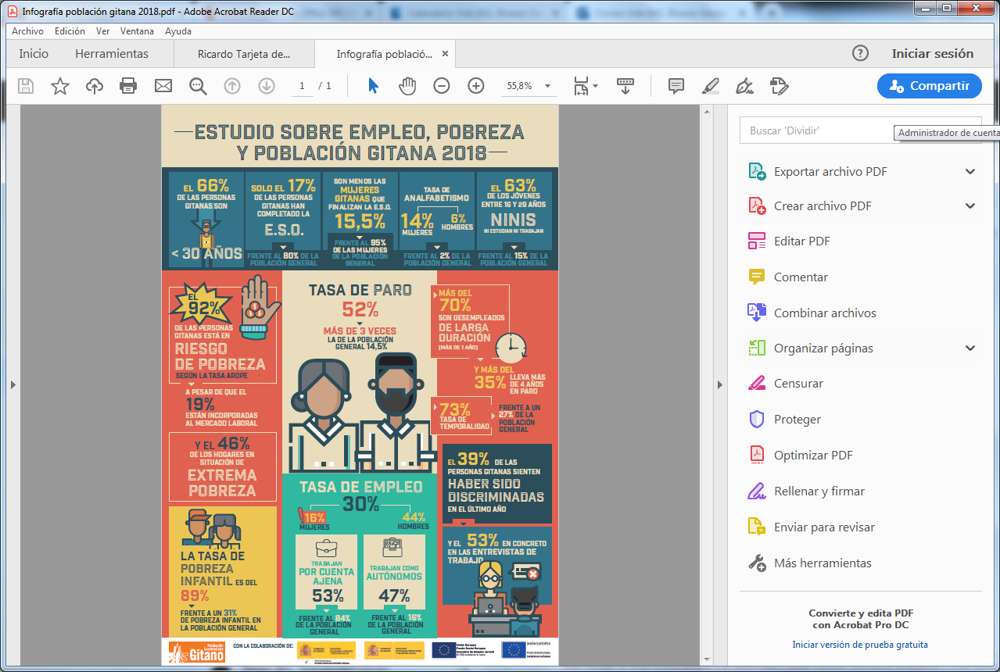 Infografía población gitana 2018.pdf - Adobe Acrobat Reader DC
Archivo Edición Ver Ventana Ayuda
Inicio Herramientas Ricardo Tarjeta de... Infografía població... × Iniciar sesión
1 / 1 55,8% Compartir
Buscar 'Dividir'
Administrador de cuenta
Exportar archivo PDF
Crear archivo PDF
Editar PDF
Comentar
Combinar archivos
Organizar páginas
Censurar
Proteger
Optimizar PDF
Rellenar y firmar
Enviar para revisar
Más herramientas
Convierte y edita PDF
con Acrobat Pro DC
Iniciar versión de prueba gratuita
ESTUDIO SOBRE EMPLEO, POBREZA
Y POBLACIÓN GITANA 2018
EL 66%
DE LAS PERSONAS
GITANAS SON
< 30 AÑOS
SOLO EL 17%
DE LAS PERSONAS
GITANAS HAN
COMPLETADO LA
E.S.O.
FRENTE AL 80% DE LA
POBLACIÓN GENERAL
SON MENOS LAS
MUJERES
GITANAS QUE
FINALIZAN LA E.S.O.
15,5%
FRENTE AL 95%
DE LAS MUJERES
DE LA POBLACIÓN
GENERAL
TASA DE
ANALFABETISMO
14%
MUJERES
6%
HOMBRES
FRENTE AL 2% DE LA
POBLACIÓN GENERAL
EL 63%
DE LOS JÓVENES
ENTRE 16 Y 29 AÑOS
NINIS
NI ESTUDIAN NI TRABAJAN
FRENTE AL 15% DE LA
POBLACIÓN GENERAL
EL
92%
DE LAS PERSONAS
GITANAS ESTÁ EN
RIESGO
DE POBREZA
SEGÚN LA TASA AROPE
A PESAR DE QUE EL
19%
ESTÁN INCORPORADAS
AL MERCADO LABORAL
Y EL 46%
DE LOS HOGARES EN
SITUACIÓN DE
EXTREMA
POBREZA
LA TASA DE
POBREZA
INFANTIL ES DEL
89%
FRENTE A UN 31%
DE POBREZA INFANTIL EN
LA POBLACIÓN GENERAL
TASA DE PARO
52%
MÁS DE 3 VECES
LA DE LA POBLACIÓN
GENERAL 14,5%
TASA DE EMPLEO
30%
16%
MUJERES
44%
HOMBRES
TRABAJAN
POR CUENTA
AJENA
53%
FRENTE AL 84%
DE LA POBLACIÓN
GENERAL
TRABAJAN COMO
AUTÓNOMOS
47%
FRENTE AL 16%
DE LA POBLACIÓN
GENERAL
MÁS DEL
70%
SON DESEMPLEADOS
DE LARGA
DURACIÓN
(MÁS DE 1 AÑO)
Y MÁS DEL
35% LLEVA MÁS
DE 4 AÑOS
EN PARO
73%
TASA DE
TEMPORALIDAD
FRENTE A UN
27% DE LA
POBLACIÓN
GENERAL
EL 39% DE LAS
PERSONAS GITANAS SIENTEN
HABER SIDO
DISCRIMINADAS
EN EL ÚLTIMO AÑO
Y EL 53% EN CONCRETO
EN LAS ENTREVISTAS DE
TRABAJO
Fundación
Secretariado
Gitano
CON LA COLABORACIÓN DE:
Unión Europea
Fondo Social Europeo
UNIÓN EUROPEA